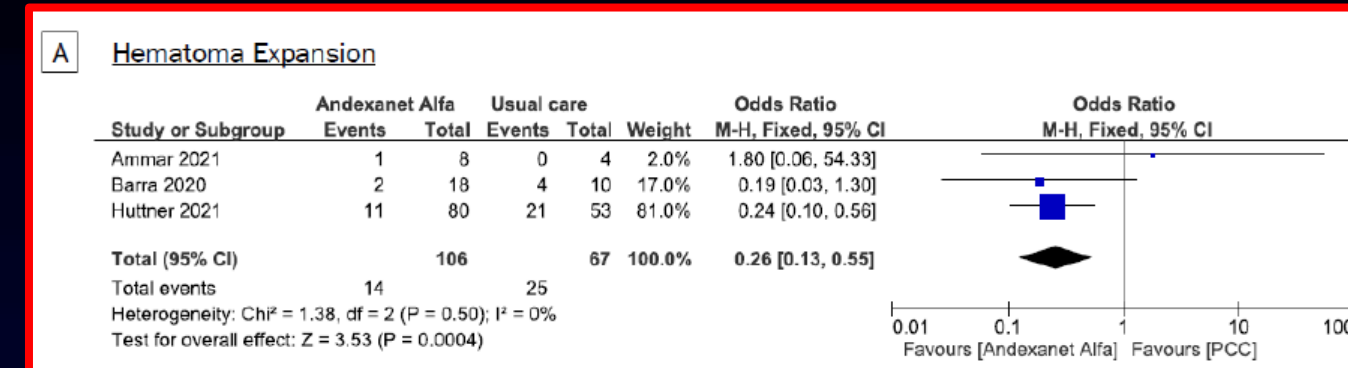 A Hematoma Expansion
Andexanet Alfa Usual care Odds Ratio Odds Ratio
Study or Subgroup Events Total Events Total Weight M-H, Fixed, 95% CI M-H, Fixed, 95% CI
Ammar 2021 1 8 0 4 2.0% 1.80 [0.06, 54.33]
Barra 2020 2 18 4 10 17.0% 0.19 [0.03, 1.30]
Huttner 2021 11 80 21 53 81.0% 0.24 [0.10, 0.56]
Total (95% CI) 106 67 100.0% 0.26 [0.13, 0.55]
Total events 14 25
Heterogeneity: Chi² = 1.38, df = 2 (P = 0.50); I² = 0%
Test for overall effect: Z = 3.53 (P = 0.0004)
0.01 0.1 1 10 100
Favours [Andexanet Alfa] Favours [PCC]